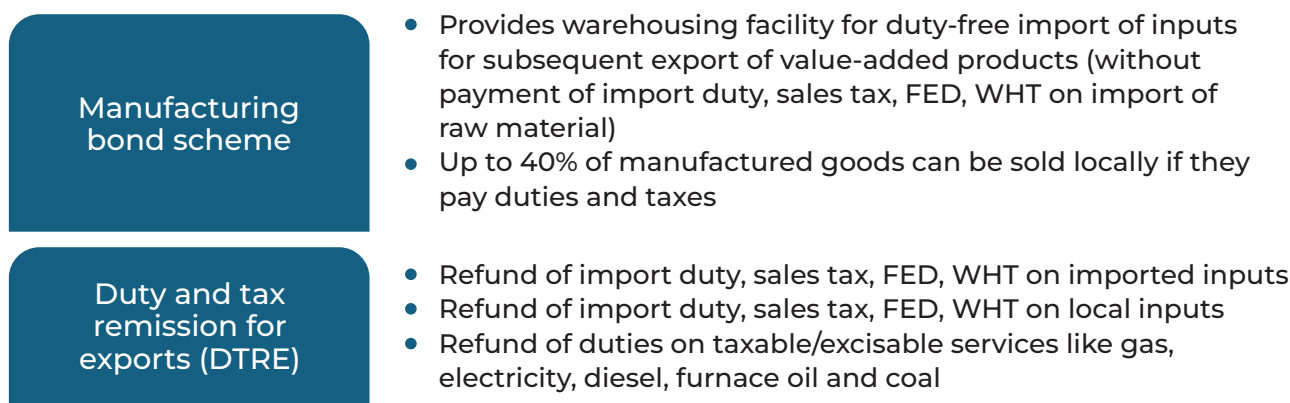 Manufacturing
bond scheme
• Provides warehousing facility for duty-free import of inputs
for subsequent export of value-added products (without
payment of import duty, sales tax, FED, WHT on import of
raw material)
• Up to 40% of manufactured goods can be sold locally if they
pay duties and taxes
Duty and tax
remission for
exports (DTRE)
• Refund of import duty, sales tax, FED, WHT on imported inputs
• Refund of import duty, sales tax, FED, WHT on local inputs
• Refund of duties on taxable/excisable services like gas,
electricity, diesel, furnace oil and coal